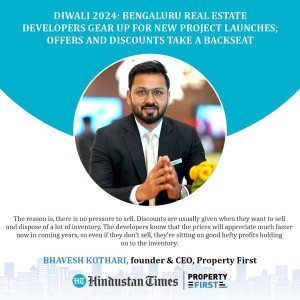 DIWALI 2024: BENGALURU REAL ESTATE
DEVELOPERS GEAR UP FOR NEW PROJECT LAUNCHES;
OFFERS AND DISCOUNTS TAKE A BACKSEAT
The reason is, there is no pressure to sell. Discounts are usually given when they want to sell
and dispose of a lot of inventory. The developers know that the prices will appreciate much faster
now in coming years, so even if they don't sell, they're sitting on good hefty profits holding
on to the inventory.
BHAVESH KOTHARI, founder & CEO, Property First
HT Hindustan Times
PROPERTY
FIRST